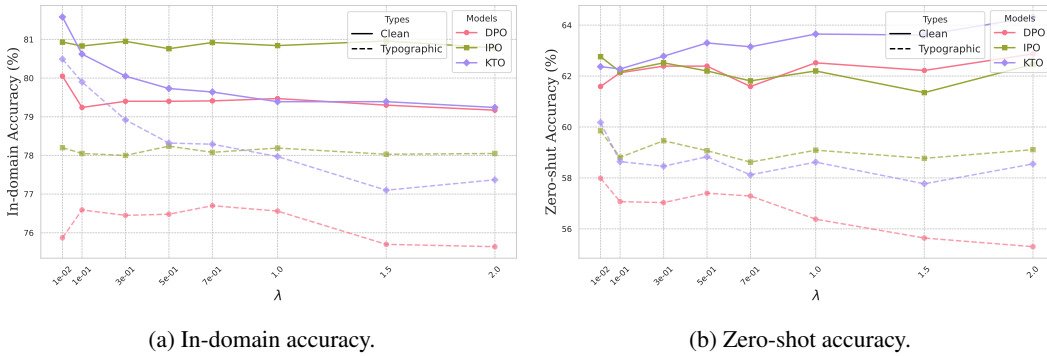 In-domain Accuracy (%)
81
80
79
78
77
76
1e-02
1e-01
3e-01
5e-01
7e-01
1.0
1.5
2.0
λ
Types
Clean
Typographic
Models
DPO
IPO
KTO
(a) In-domain accuracy.
Zero-shut Accuracy (%)
64
62
60
58
56
1e-02
1e-01
3e-01
5e-01
7e-01
1.0
1.5
2.0
λ
Types
Clean
Typographic
Models
DPO
IPO
KTO
(b) Zero-shot accuracy.